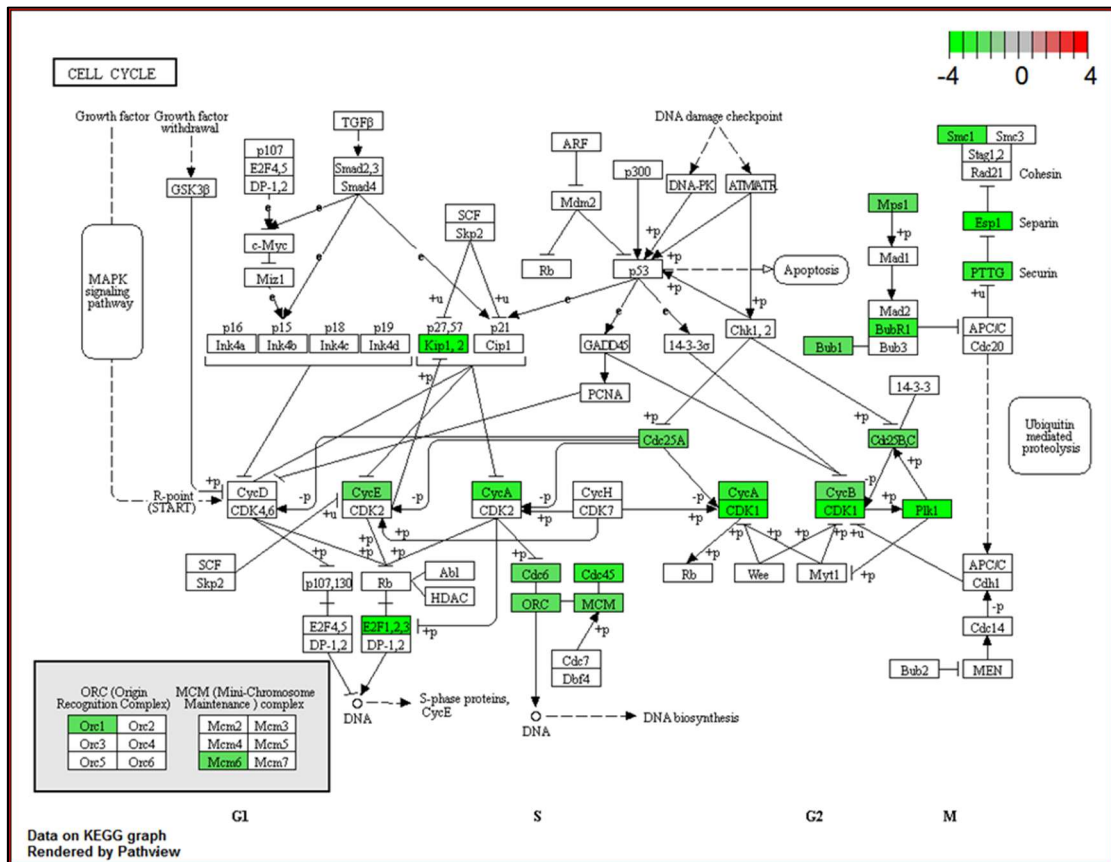 CELL CYCLE
-4 0 4
Growth factor
Growth factor
withdrawal
TGFβ
DNA damage checkpoint
p107
E2F4,5
DP-1,2
Smad2,3
Smad4
ARF
p300
DNA-PK
ATM/ATR
Smc1
Smc3
Stag1,2
Rad21
Cohesin
GSK3β
Mdm2
Mps1
+p
e
e
e
e
SCF
Skp2
Esp1
Separin
c-Myc
Miz1
Rb
p53
+p
+p
Apoptosis
Mad1
MAPK
signaling
pathway
PTTG
Securin
+u
+u
e
e
+p
+u
p16
Ink4a
p15
Ink4b
p18
Ink4c
p19
Ink4d
p27,57
Kip1, 2
p21
Cip1
GADD45
14-3-3σ
Chk1, 2
Mad2
BubR1
Bub3
Bub1
APC/C
Cdc20
+p
PCNA
14-3-3
Ubiquitin
mediated
proteolysis
+p
Cdc25A
+p
Cdc25B,C
+p
R-point
(START)
+p
CycD
CDK4,6
-p
+u
CycE
CDK2
-p
CycA
CDK2
-p
+p
CycH
CDK7
-p
+p
CycA
CDK1
-p
CycB
CDK1
+p
Plk1
+p
+p
+p
+p
+p
+p
+u
SCF
Skp2
p107,130
Rb
Abl
HDAC
Cdc6
Cdc45
ORC
MCM
Rb
Wee
Myt1
+p
APC/C
Cdh1
-p
E2F4,5
DP-1,2
E2F1,2,3
DP-1,2
+p
+p
Cdc7
Dbf4
Cdc14
Bub2
MEN
ORC (Origin
Recognition Complex)
MCM (Mini-Chromosome
Maintenance ) complex
Orc1 Orc2
Orc3 Orc4
Orc5 Orc6
Mcm2 Mcm3
Mcm4 Mcm5
Mcm6 Mcm7
DNA
S-phase proteins,
CycE
DNA
DNA biosynthesis
G1 S G2 M
Data on KEGG graph
Rendered by Pathview